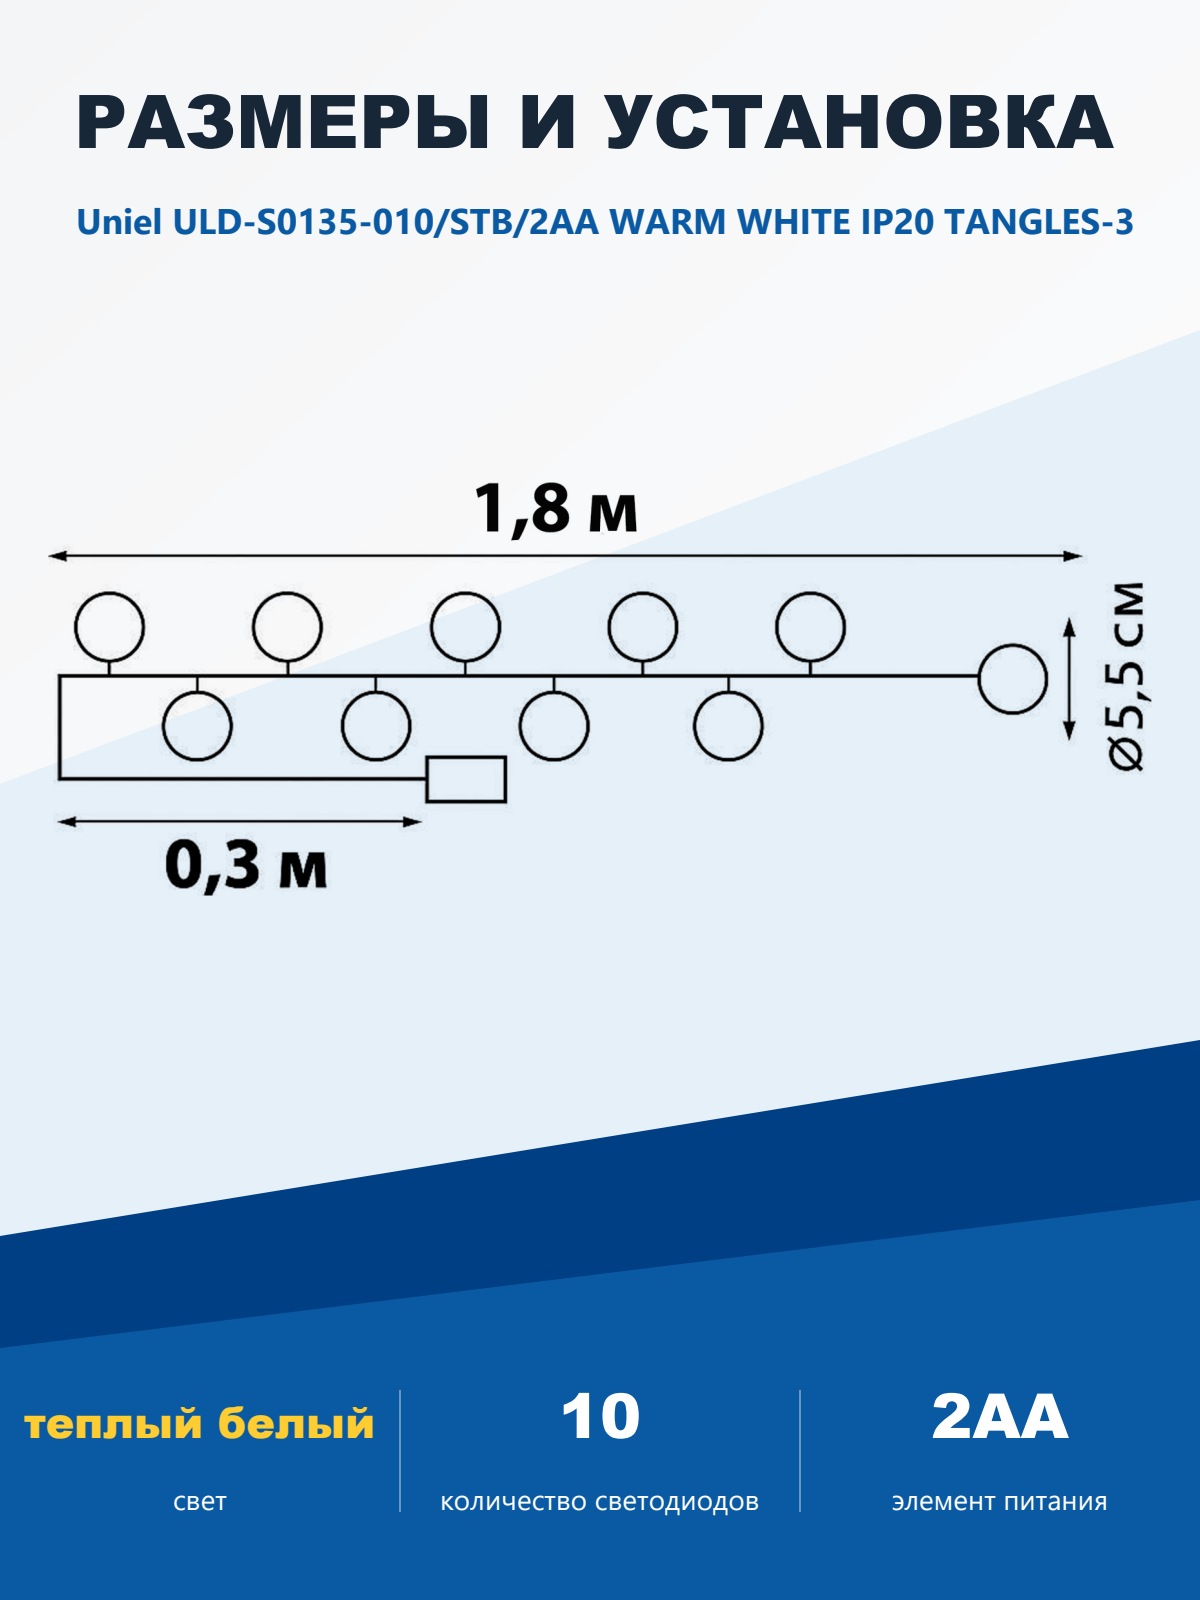 РАЗМЕРЫ И УСТАНОВКА
Uniel ULD-S0135-010/STB/2AA WARM WHITE IP20 TANGLES-3
1,8 м
⌀5,5 см
0,3 м
теплый белый
свет
10
количество светодиодов
2AA
элемент питания